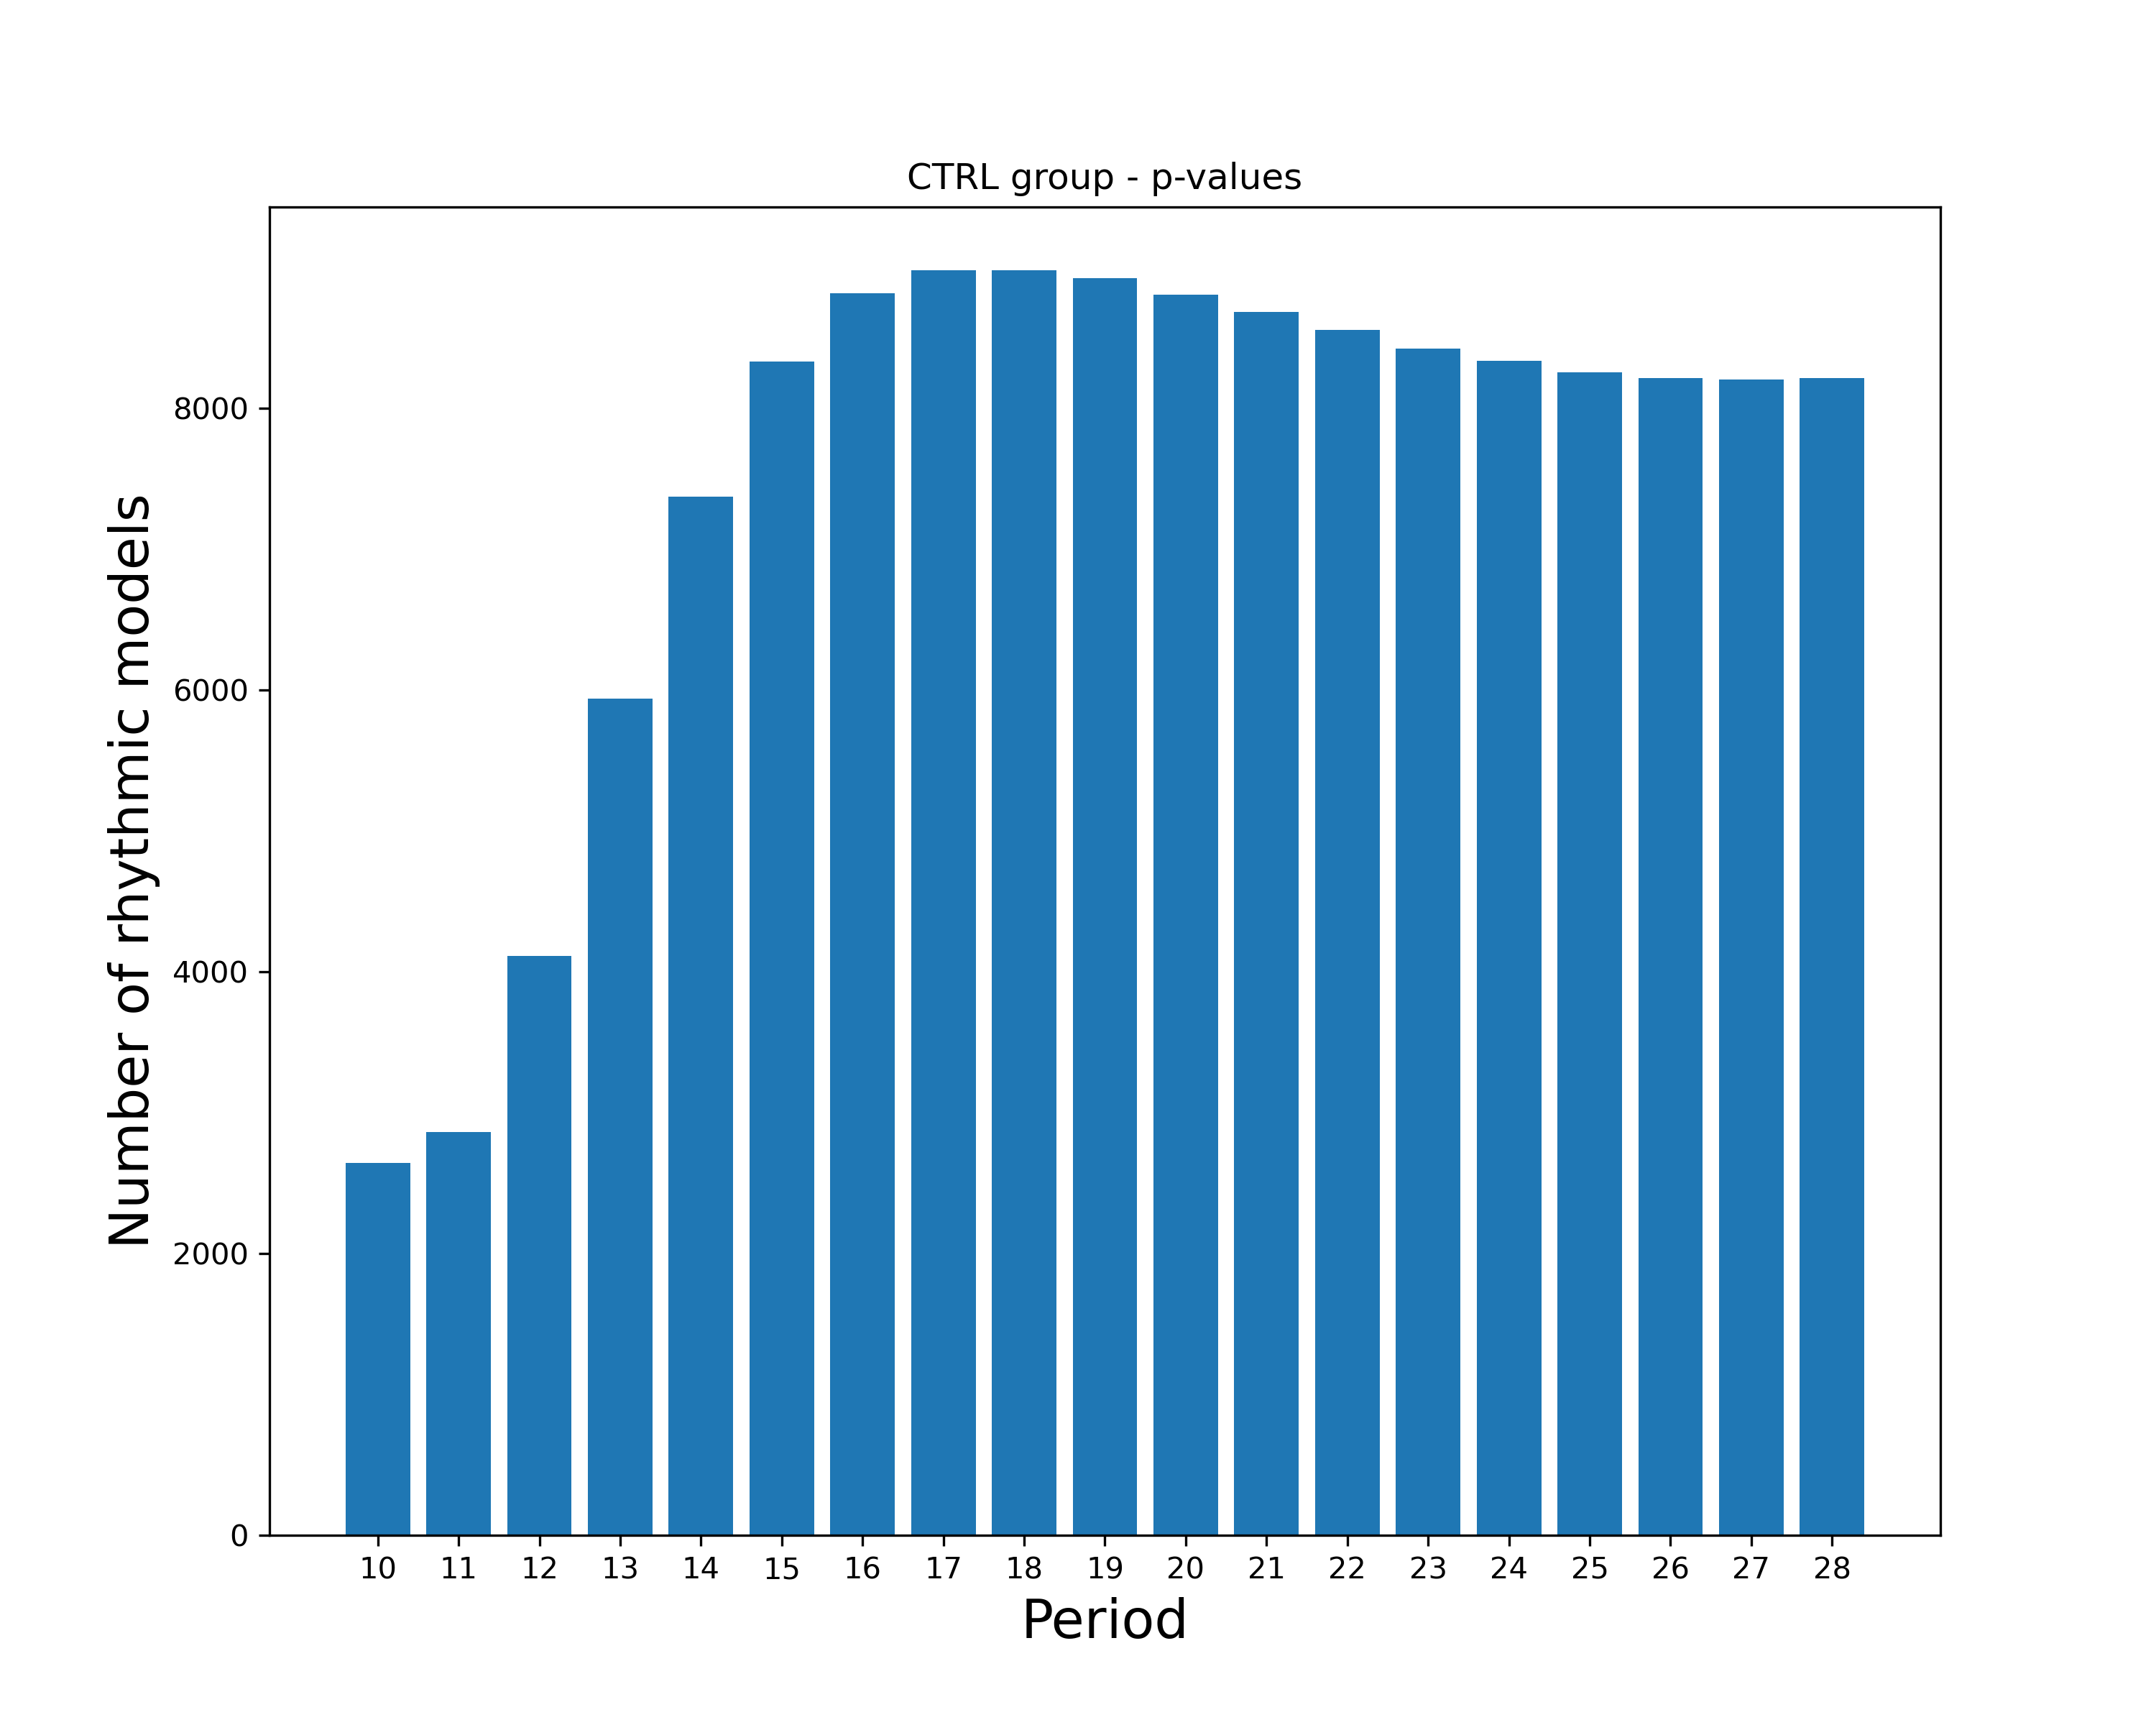 CTRL group - p-values
Number of rhythmic models
8000
6000
4000
2000
0
10 11 12 13 14 15 16 17 18 19 20 21 22 23 24 25 26 27 28
Period